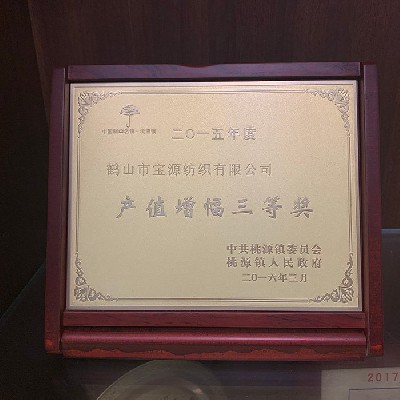 二〇一五年度
鹤山市宝源纺织有限公司
产值增幅三等奖
中共桃源镇委员会
桃源镇人民政府
二〇一六年二月
2017